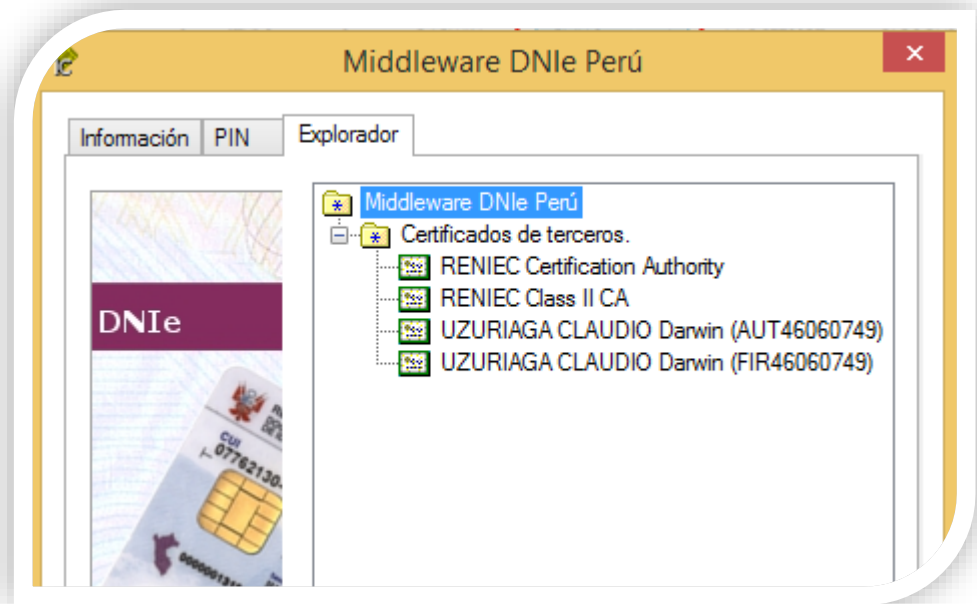 Middleware DNIe Perú
Información PIN Explorador
Middleware DNIe Perú
Certificados de terceros.
RENIEC Certification Authority
RENIEC Class II CA
UZURIAGA CLAUDIO Darwin (AUT46060749)
UZURIAGA CLAUDIO Darwin (FIR46060749)
DNIe
CUI
07762130-